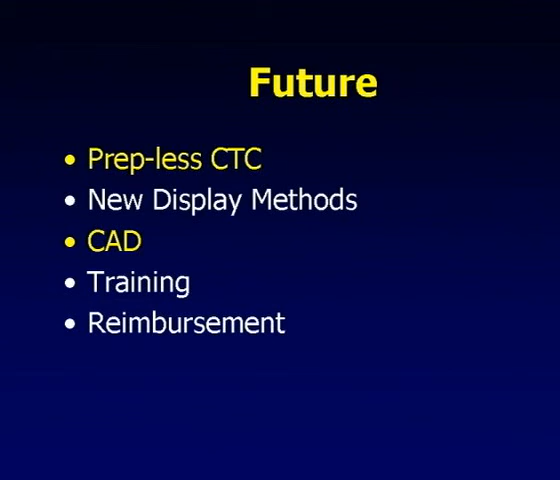 Future
• Prep-less CTC
• New Display Methods
• CAD
• Training
• Reimbursement